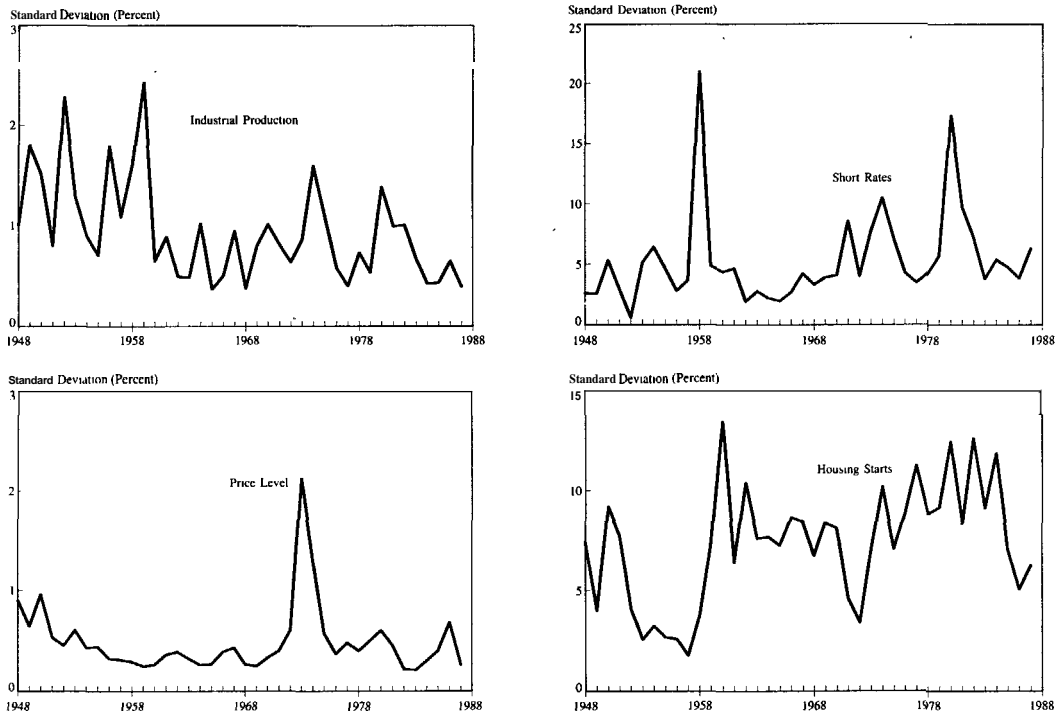 Standard Deviation (Percent)
3
2
1
0
Industrial Production
1948 1958 1968 1978 1988
Standard Deviation (Percent)
25
20
15
10
5
0
Short Rates
1948 1958 1968 1978 1988
Standard Deviation (Percent)
3
2
1
0
Price Level
1948 1958 1968 1978 1988
Standard Deviation (Percent)
15
10
5
0
Housing Starts
1948 1958 1968 1978 1988